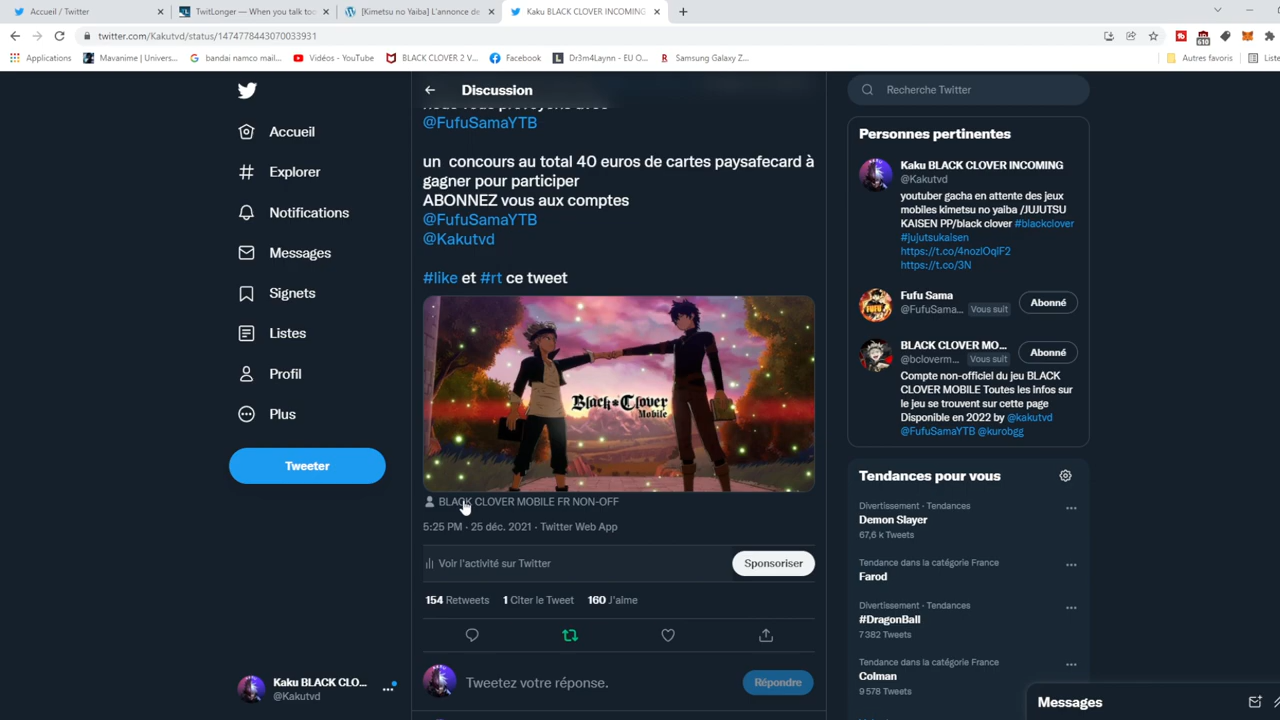 Accueil / Twitter
TwitLonger — When you talk too
[Kimetsu no Yaiba] L'annonce de
Kaku BLACK CLOVER INCOMING
twitter.com/Kakutvd/status/1474778443070033931
610
Applications
Mavanime | Univers...
bandai namco mail...
Vidéos - YouTube
BLACK CLOVER 2 V...
Facebook
Dr3m4Laynn - EU O...
Samsung Galaxy Z...
Autres favoris
Liste
Accueil
Explorer
Notifications
Messages
Signets
Listes
Profil
Plus
Tweeter
Kaku BLACK CLO...
@Kakutvd
Discussion
@FufuSamaYTB
un concours au total 40 euros de cartes paysafecard à
gagner pour participer
ABONNEZ vous aux comptes
@FufuSamaYTB
@Kakutvd
#like et #rt ce tweet
Black Clover
Mobile
BLACK CLOVER MOBILE FR NON-OFF
5:25 PM · 25 déc. 2021 · Twitter Web App
Voir l'activité sur Twitter
Sponsoriser
154 Retweets 1 Citer le Tweet 160 J'aime
Tweetez votre réponse.
Répondre
Recherche Twitter
Personnes pertinentes
Kaku BLACK CLOVER INCOMING
@Kakutvd
youtuber gacha en attente des jeux
mobiles kimetsu no yaiba /JUJUTSU
KAISEN PP/black clover #blackclover
#jujutsukaisen
https://t.co/4nozlOqiF2
https://t.co/3N
Fufu Sama
@FufuSama... Vous suit
Abonné
BLACK CLOVER MO...
@bcloverm... Vous suit
Abonné
Compte non-officiel du jeu BLACK
CLOVER MOBILE Toutes les infos sur
le jeu se trouvent sur cette page
Disponible en 2022 by @kakutvd
@FufuSamaYTB @kurobgg
Tendances pour vous
Divertissement · Tendances
Demon Slayer
67,6 k Tweets
Tendance dans la catégorie France
Farod
Divertissement · Tendances
#DragonBall
7 382 Tweets
Tendance dans la catégorie France
Colman
9 578 Tweets
Messages